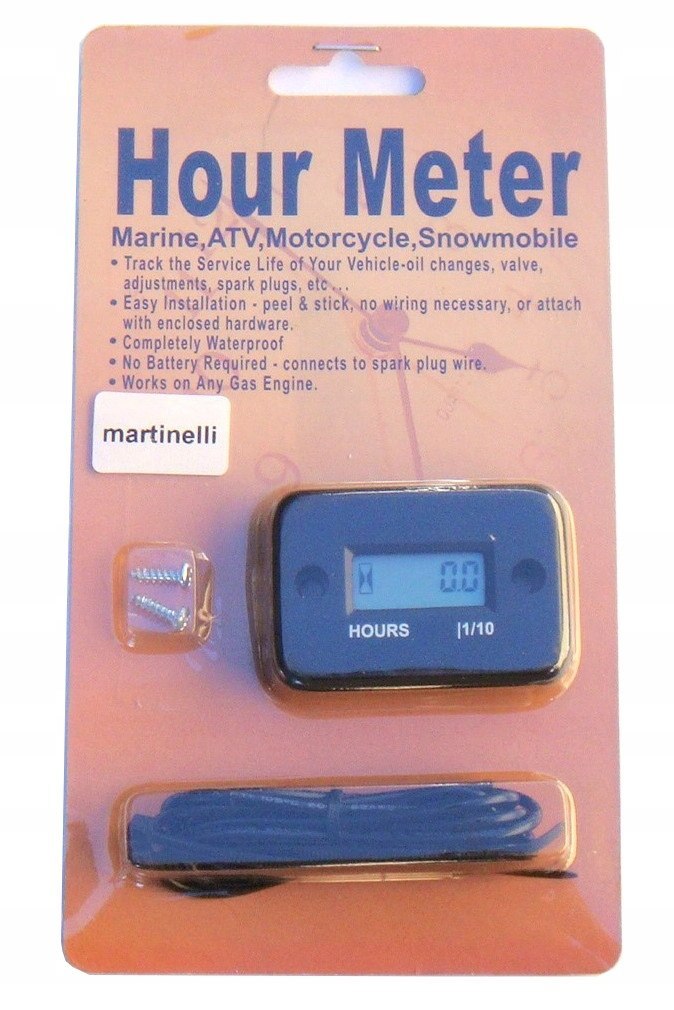 Hour Meter
Marine,ATV,Motorcycle,Snowmobile
• Track the Service Life of Your Vehicle-oil changes, valve,
adjustments, spark plugs, etc ...
• Easy Installation - peel & stick, no wiring necessary, or attach
with enclosed hardware.
• Completely Waterproof
• No Battery Required - connects to spark plug wire.
• Works on Any Gas Engine.
martinelli
0.0
HOURS |1/10